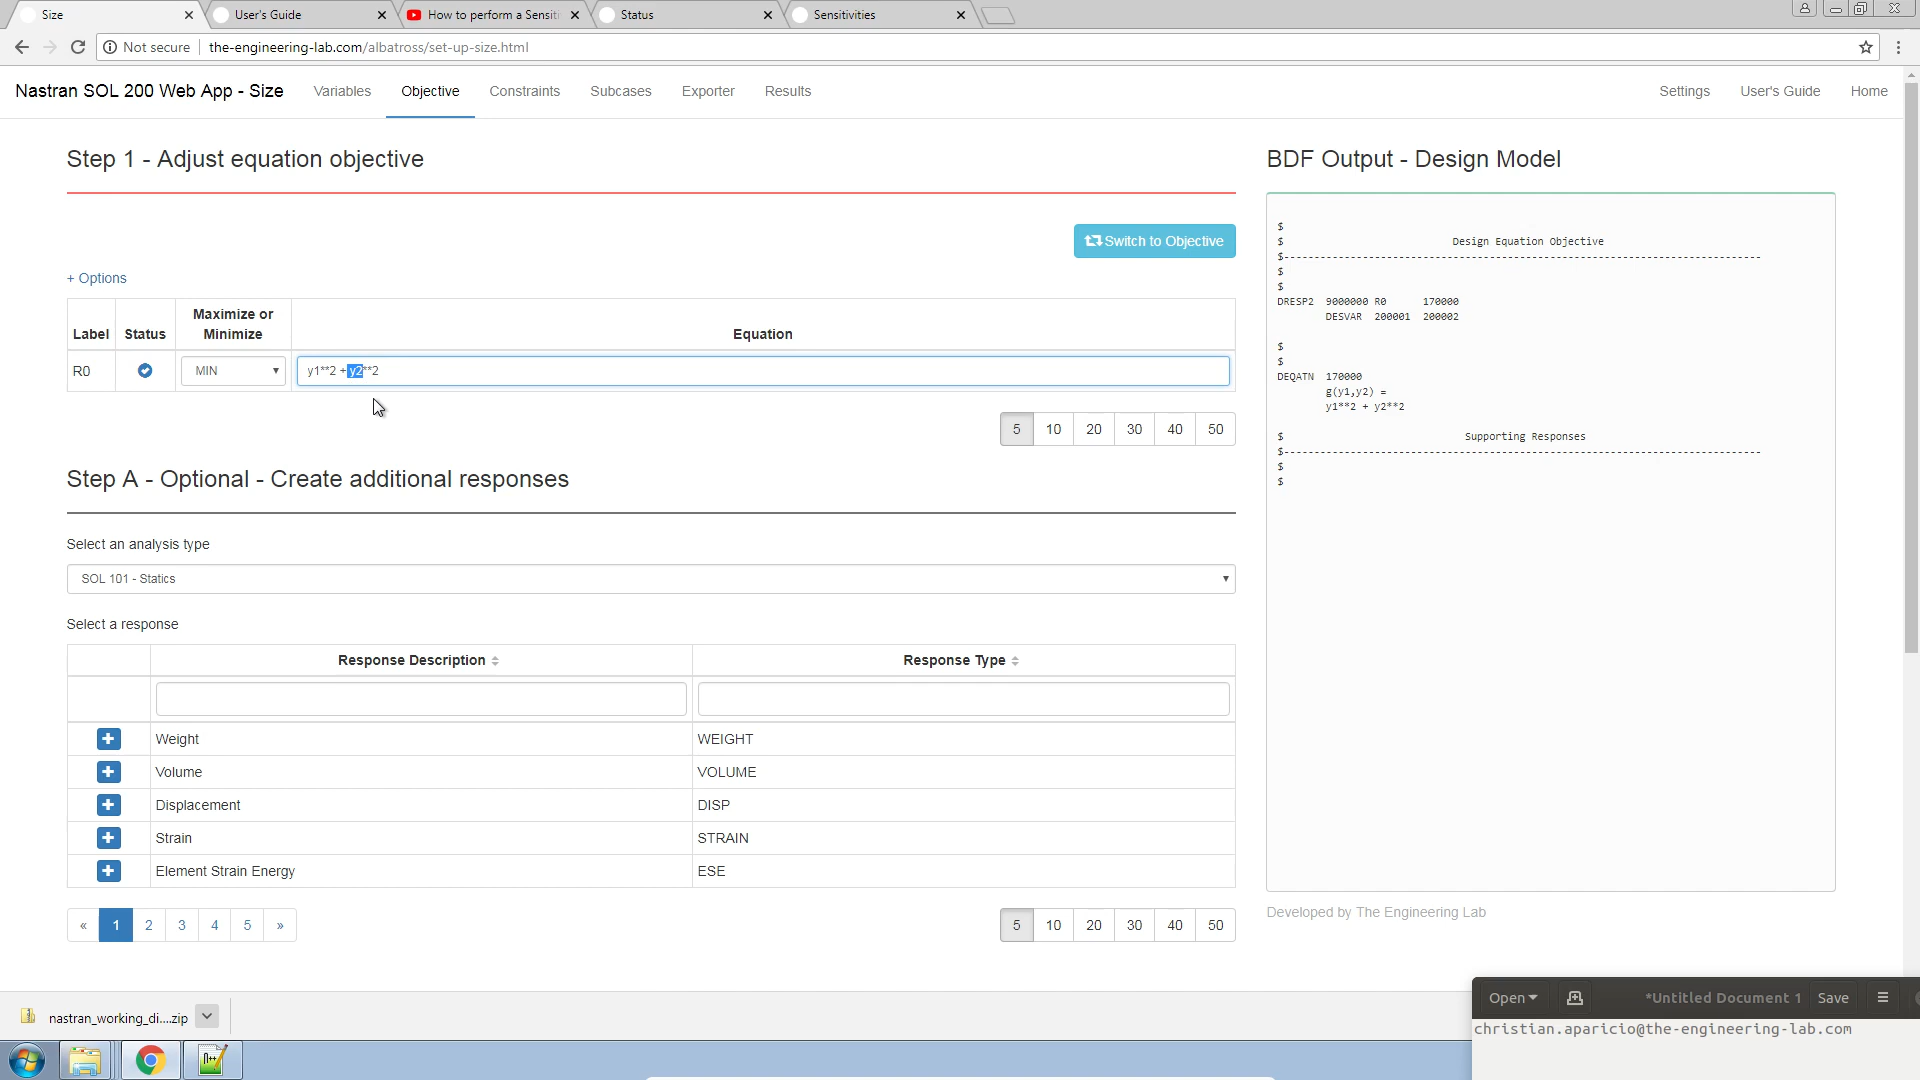 Size
User's Guide
How to perform a Sensiti
Status
Sensitivities
Not secure
the-engineering-lab.com/albatross/set-up-size.html
Nastran SOL 200 Web App - Size
Variables
Objective
Constraints
Subcases
Exporter
Results
Settings
User's Guide
Home
Step 1 - Adjust equation objective
Switch to Objective
+ Options
Label
Status
Maximize or
Minimize
Equation
R0
MIN
y1**2 + y2**2
5 10 20 30 40 50
Step A - Optional - Create additional responses
Select an analysis type
SOL 101 - Statics
Select a response
Response Description
Response Type
Weight WEIGHT
Volume VOLUME
Displacement DISP
Strain STRAIN
Element Strain Energy ESE
« 1 2 3 4 5 »
5 10 20 30 40 50
BDF Output - Design Model
$
$ Design Equation Objective
$------------------------------------------------------------------------
$
$
DRESP2 9000000 R0 170000
DESVAR 200001 200002
$
$
DEQATN 170000
g(y1,y2) =
y1**2 + y2**2
$ Supporting Responses
$------------------------------------------------------------------------
$
$
Developed by The Engineering Lab
nastran_working_di....zip
Open
*Untitled Document 1
Save
christian.aparicio@the-engineering-lab.com